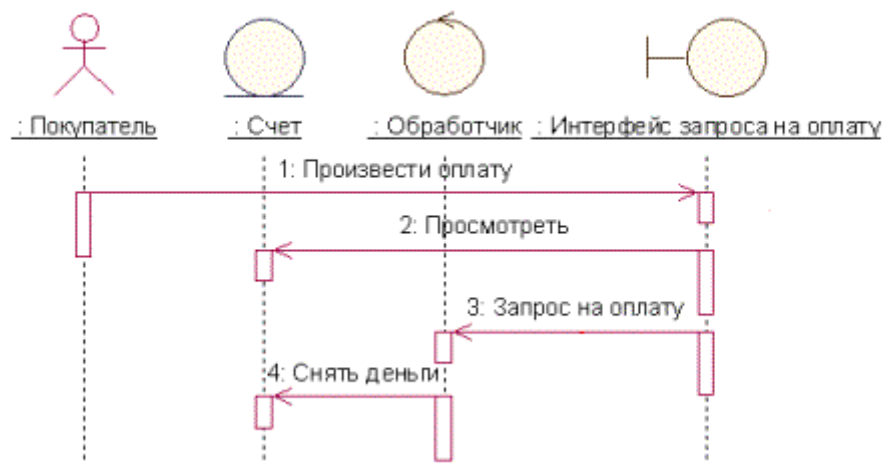 : Покупатель
: Счет
: Обработчик
: Интерфейс запроса на оплату
1: Произвести оплату
2: Просмотреть
3: Запрос на оплату
4: Снять деньги